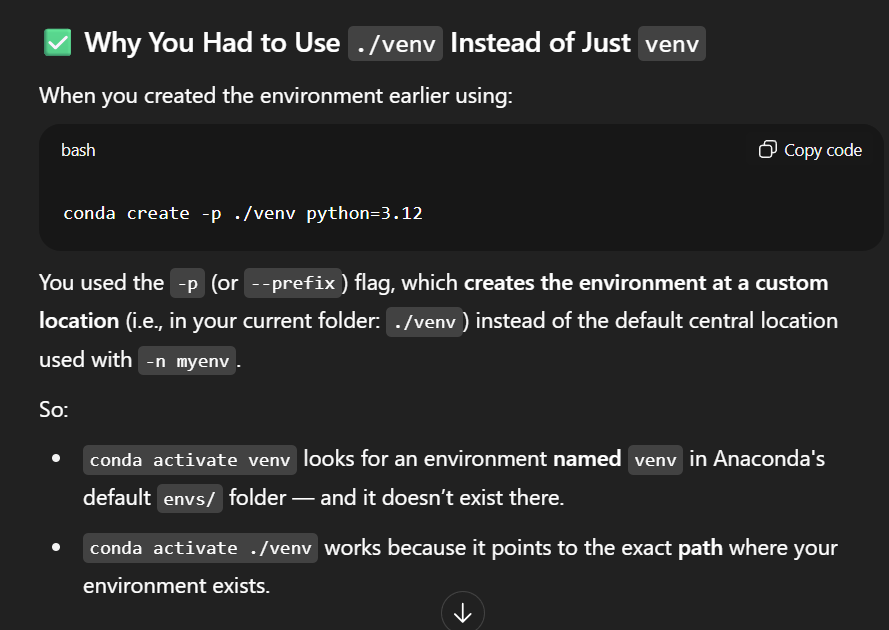 ✅ Why You Had to Use ./venv Instead of Just venv
When you created the environment earlier using:
bash
Copy code
conda create -p ./venv python=3.12
You used the -p (or --prefix) flag, which creates the environment at a custom
location (i.e., in your current folder: ./venv) instead of the default central location
used with -n myenv.
So:
• conda activate venv looks for an environment named venv in Anaconda's
default envs/ folder — and it doesn’t exist there.
• conda activate ./venv works because it points to the exact path where your
environment exists.